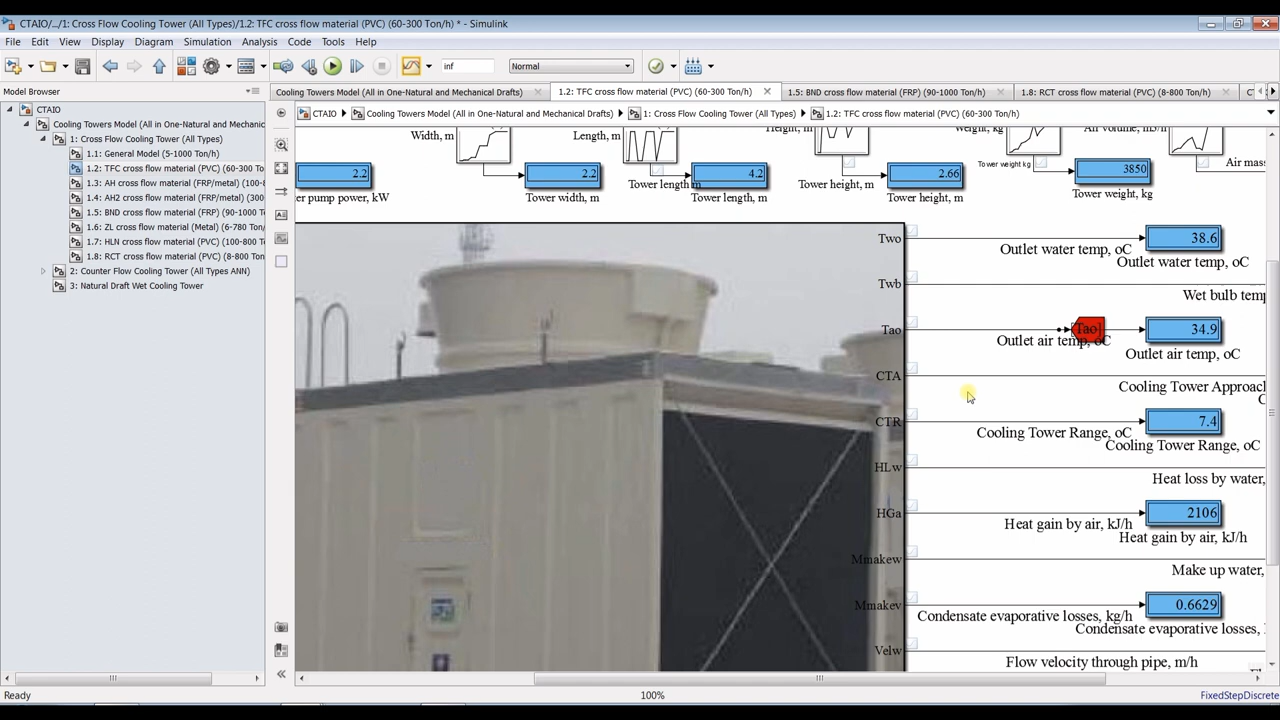 CTAIO/.../1: Cross Flow Cooling Tower (All Types)/1.2: TFC cross flow material (PVC) (60-300 Ton/h) * - Simulink
File Edit View Display Diagram Simulation Analysis Code Tools Help
inf Normal
Model Browser
Cooling Towers Model (All in One-Natural and Mechanical Drafts) 1.2: TFC cross flow material (PVC) (60-300 Ton/h) 1.5: BND cross flow material (FRP) (90-1000 Ton/h) 1.8: RCT cross flow material (PVC) (8-800 Ton/h) CT
CTAIO Cooling Towers Model (All in One-Natural and Mechanical Drafts) 1: Cross Flow Cooling Tower (All Types) 1.2: TFC cross flow material (PVC) (60-300 Ton/h)
CTAIO
Cooling Towers Model (All in One-Natural and Mechanic
1: Cross Flow Cooling Tower (All Types)
1.1: General Model (5-1000 Ton/h)
1.2: TFC cross flow material (PVC) (60-300 To
1.3: AH cross flow material (FRP/metal) (100-
1.4: AH2 cross flow material (FRP/metal) (300
1.5: BND cross flow material (FRP) (90-1000 T
1.6: ZL cross flow material (Metal) (6-780 Ton/
1.7: HLN cross flow material (PVC) (100-800 T
1.8: RCT cross flow material (PVC) (8-800 Ton
2: Counter Flow Cooling Tower (All Types ANN)
3: Natural Draft Wet Cooling Tower
Width, m Length, m Height, m Weight, kg Air volume, m3/h
Tower weight kg Air mass
2.2 2.2 4.2 2.66 3850
er pump power, kW Tower width, m Tower length m Tower length, m Tower height, m Tower height, m Tower weight, kg
Two 38.6
Outlet water temp, oC Outlet water temp, oC
Twb
Wet bulb temp
Tao Tao 34.9
Outlet air temp, oC Outlet air temp, oC
CTA
Cooling Tower Approach
C
CTR 7.4
Cooling Tower Range, oC Cooling Tower Range, oC
HLw
Heat loss by water,
HGa 2106
Heat gain by air, kJ/h Heat gain by air, kJ/h
Mmakew
Make up water,
Mmakev 0.6629
Condensate evaporative losses, kg/h Condensate evaporative losses,
Velw
Flow velocity through pipe, m/h
Ready 100% FixedStepDiscrete